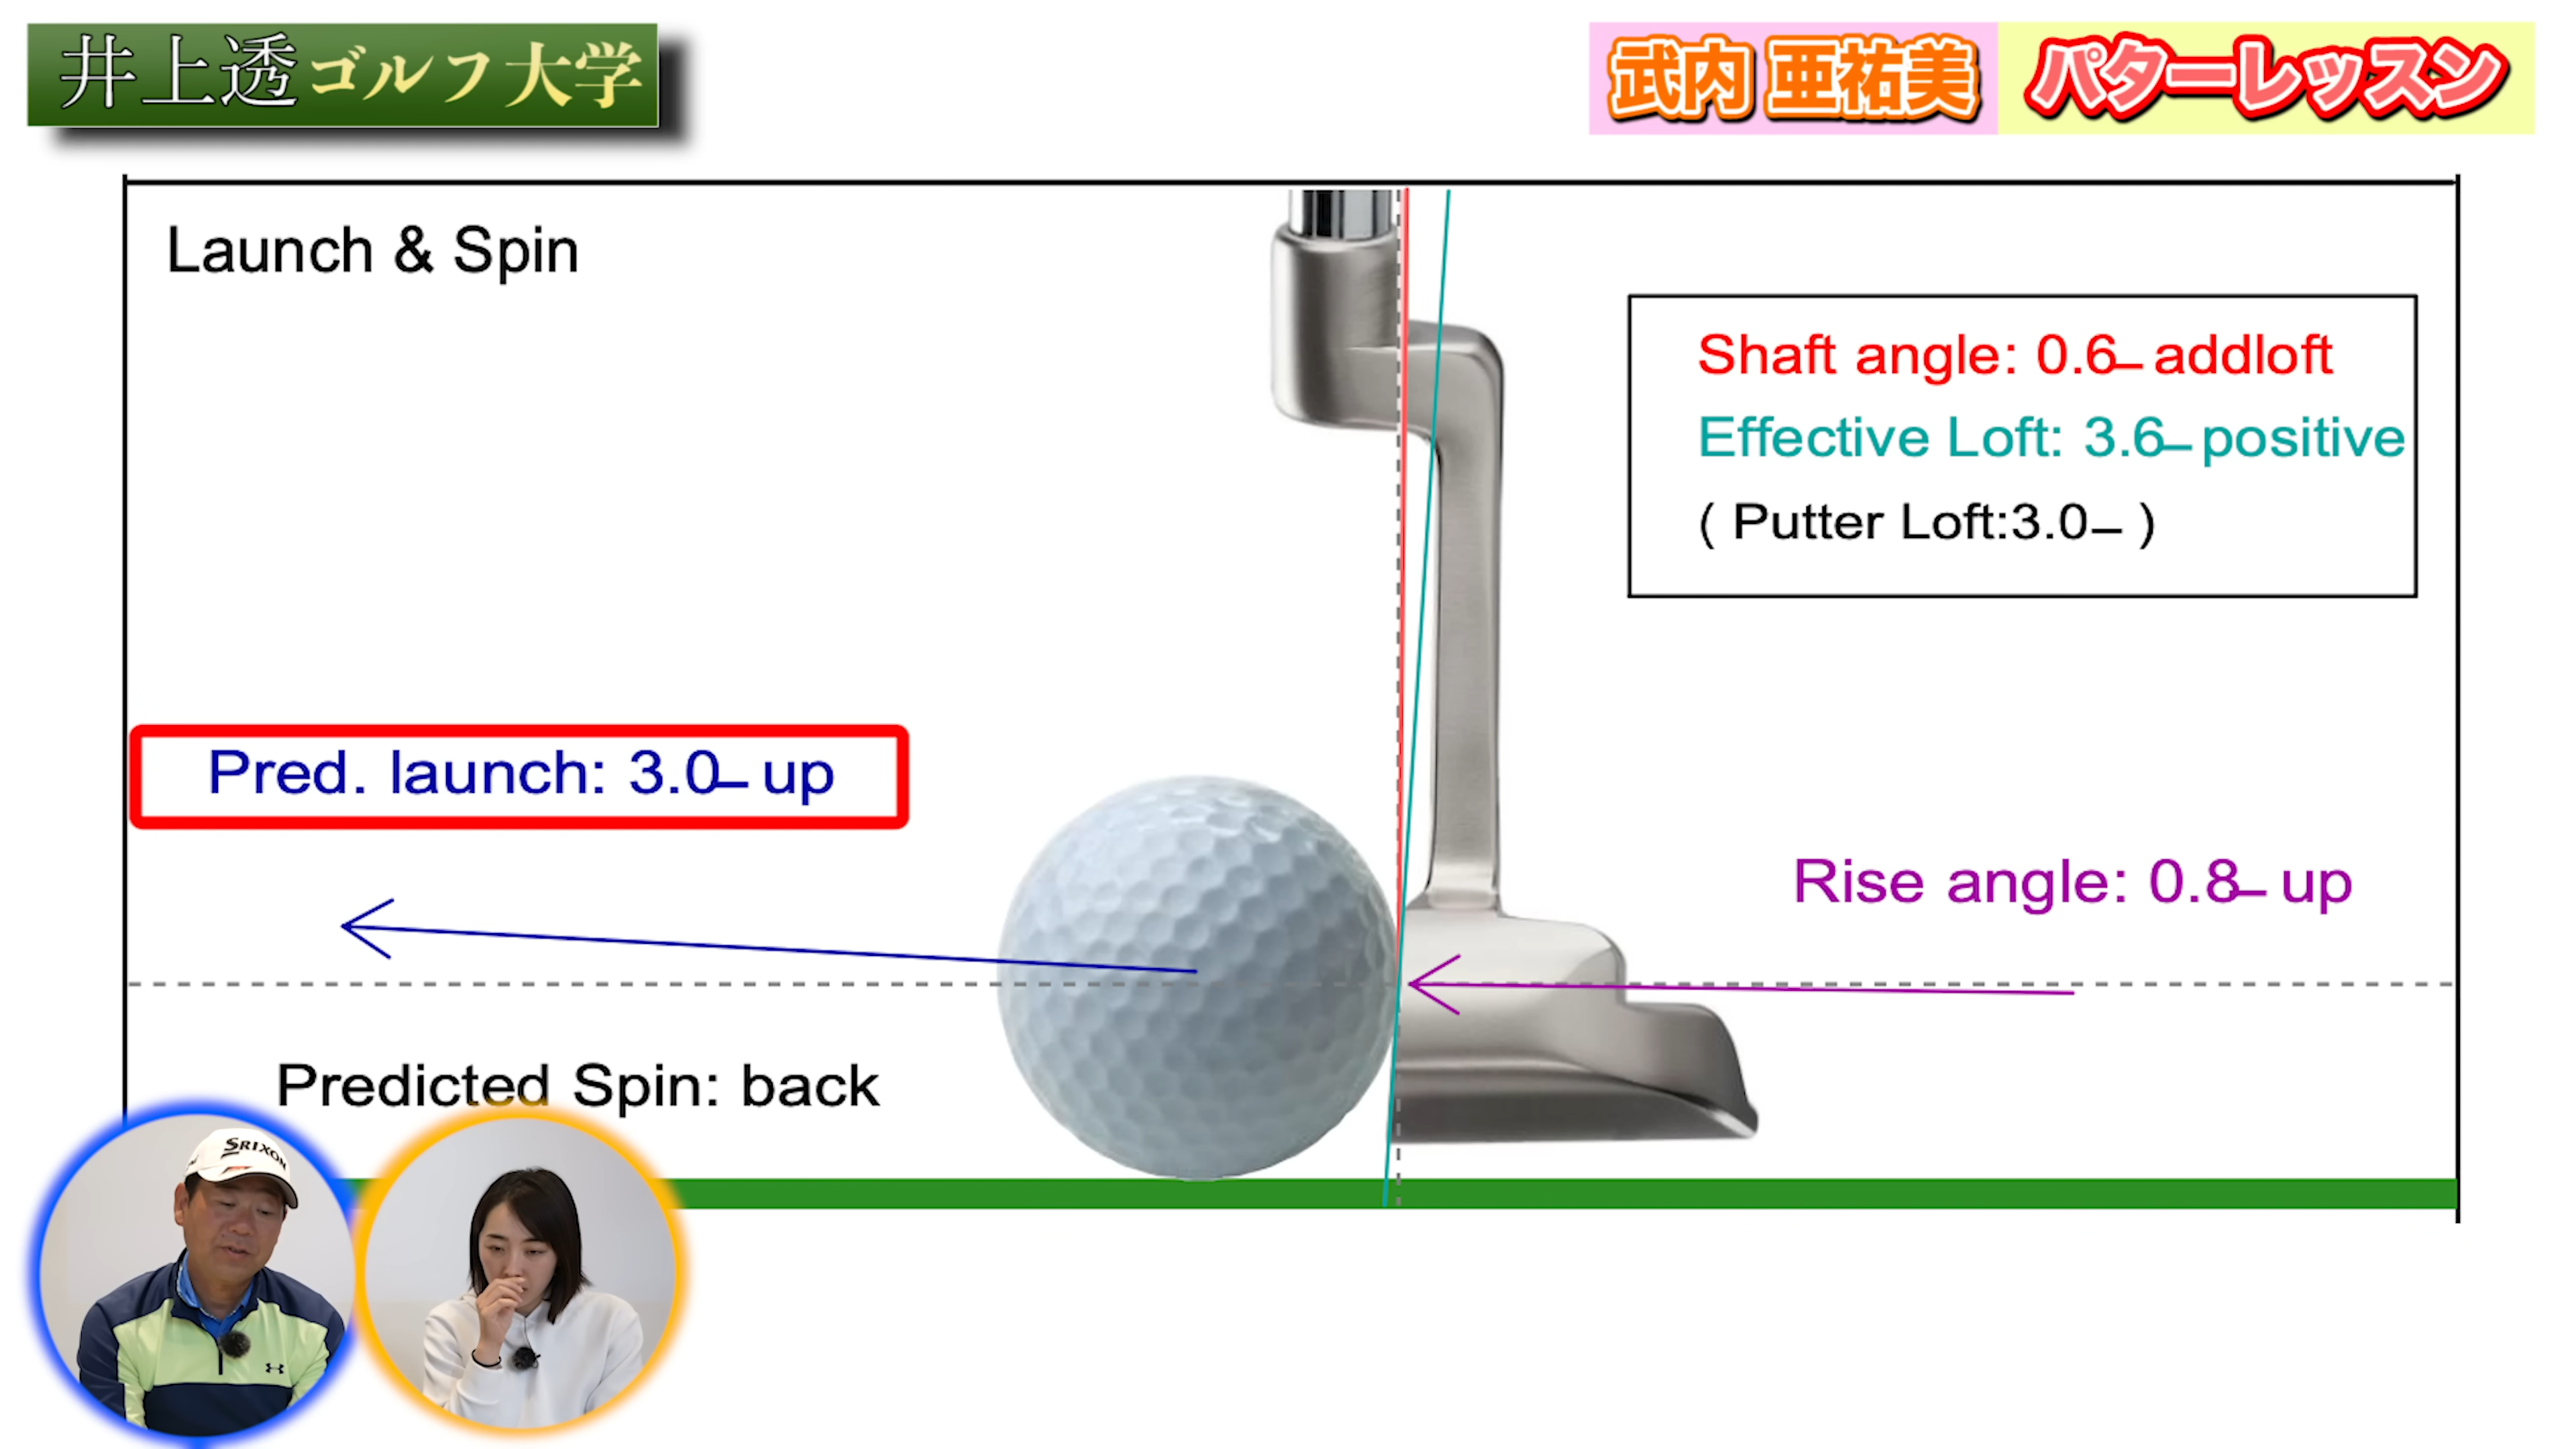 井上透ゴルフ大学
武内 亜祐美 パターレッスン
Launch & Spin
Shaft angle: 0.6– addloft
Effective Loft: 3.6– positive
( Putter Loft:3.0– )
Pred. launch: 3.0– up
Rise angle: 0.8– up
Predicted Spin: back
SRIXON